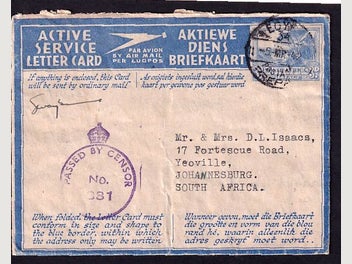 ACTIVE SERVICE LETTER CARD
PAR AVION
BY AIR MAIL
PER LUGPOS
AKTIEWE DIENS BRIEFKAART
EGYPT
If anything is enclosed, this Card
will be sent by ordinary mail.
As enigiets ingesluit word, sal hierdie
kaart per gewone pos gestuur word
PASSED BY CENSOR
No.
381
Mr. & Mrs. D.L.Isaacs,
17 Fortescue Road,
Yeoville,
JOHANNESBURG.
SOUTH AFRICA.
When folded, the Letter Card must
conform in size and shape to
the blue border, within which
the address only may be written
Wanneer gevou, moet die Briefkaart
die grootte en vorm van die blou
rand hê. waarin alleenlik die
adres geskryf moet word.